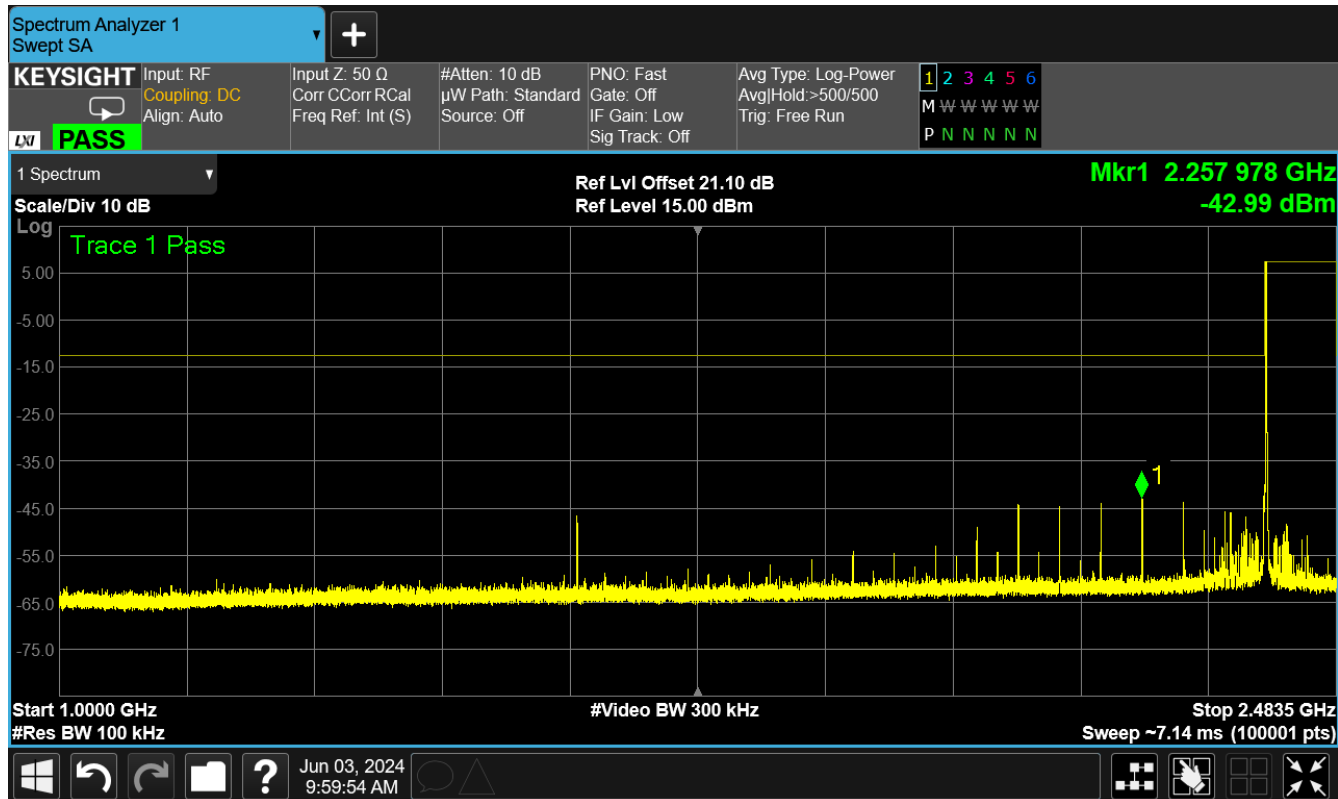 Spectrum Analyzer 1
Swept SA
KEYSIGHT
LXI PASS
Input: RF
Coupling: DC
Align: Auto
Input Z: 50 Ω
Corr CCorr RCal
Freq Ref: Int (S)
#Atten: 10 dB
µW Path: Standard
Source: Off
PNO: Fast
Gate: Off
IF Gain: Low
Sig Track: Off
Avg Type: Log-Power
Avg|Hold:>500/500
Trig: Free Run
1 2 3 4 5 6
M W W W W W
P N N N N N
1 Spectrum
Scale/Div 10 dB
Ref Lvl Offset 21.10 dB
Ref Level 15.00 dBm
Mkr1 2.257 978 GHz
-42.99 dBm
Log
Trace 1 Pass
5.00
-5.00
-15.0
-25.0
-35.0
1
-45.0
-55.0
-65.0
-75.0
Start 1.0000 GHz
#Res BW 100 kHz
#Video BW 300 kHz
Stop 2.4835 GHz
Sweep ~7.14 ms (100001 pts)
?
Jun 03, 2024
9:59:54 AM